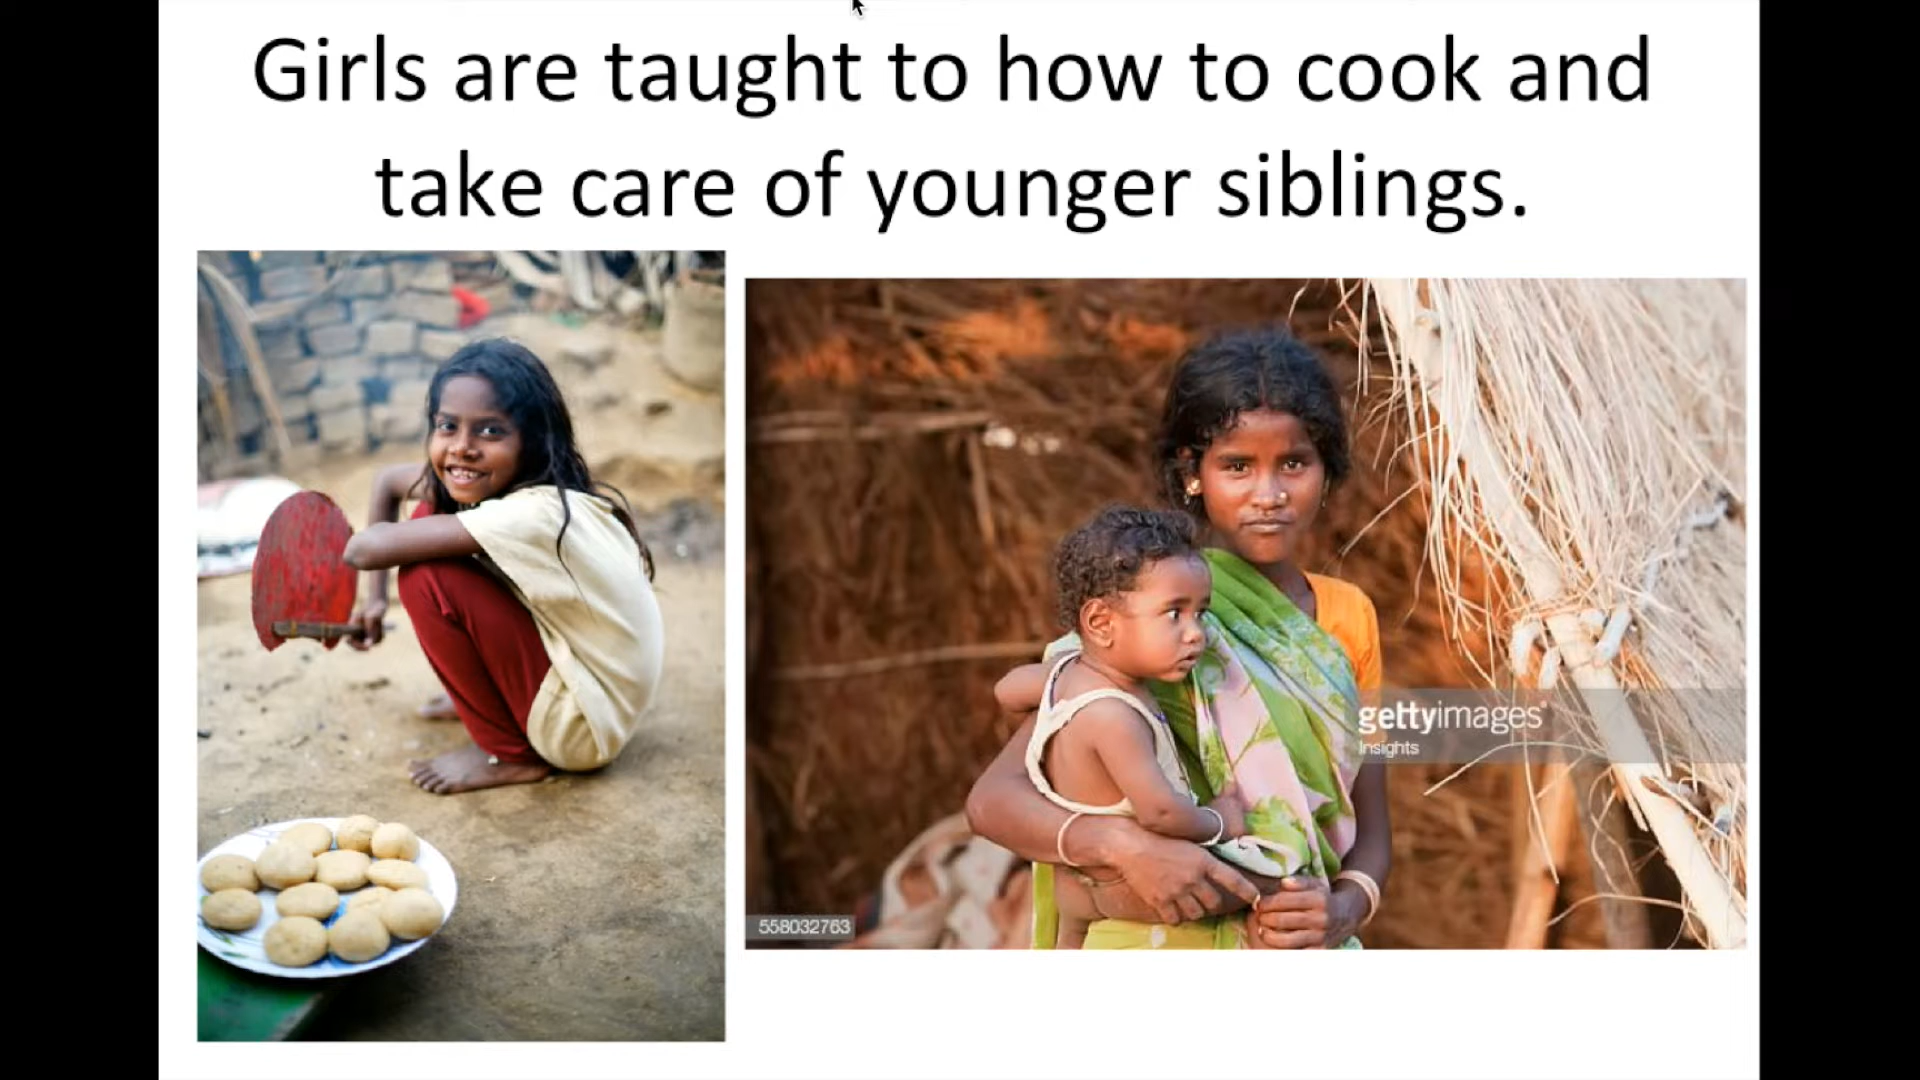 Girls are taught to how to cook and
take care of younger siblings.
gettyimages®
Insights
558032763